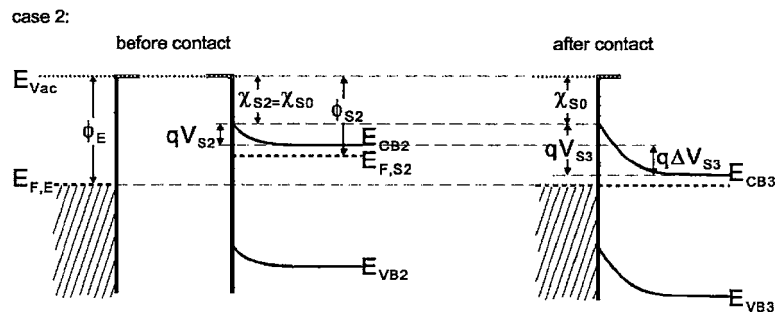 case 2:
before contact
after contact
E_Vac
χ_S2=χ_S0
ϕ_S2
χ_S0
ϕ_E
qV_S2
E_CB2
qV_S3
qΔV_S3
E_F,S2
E_CB3
E_F,E
E_VB2
E_VB3